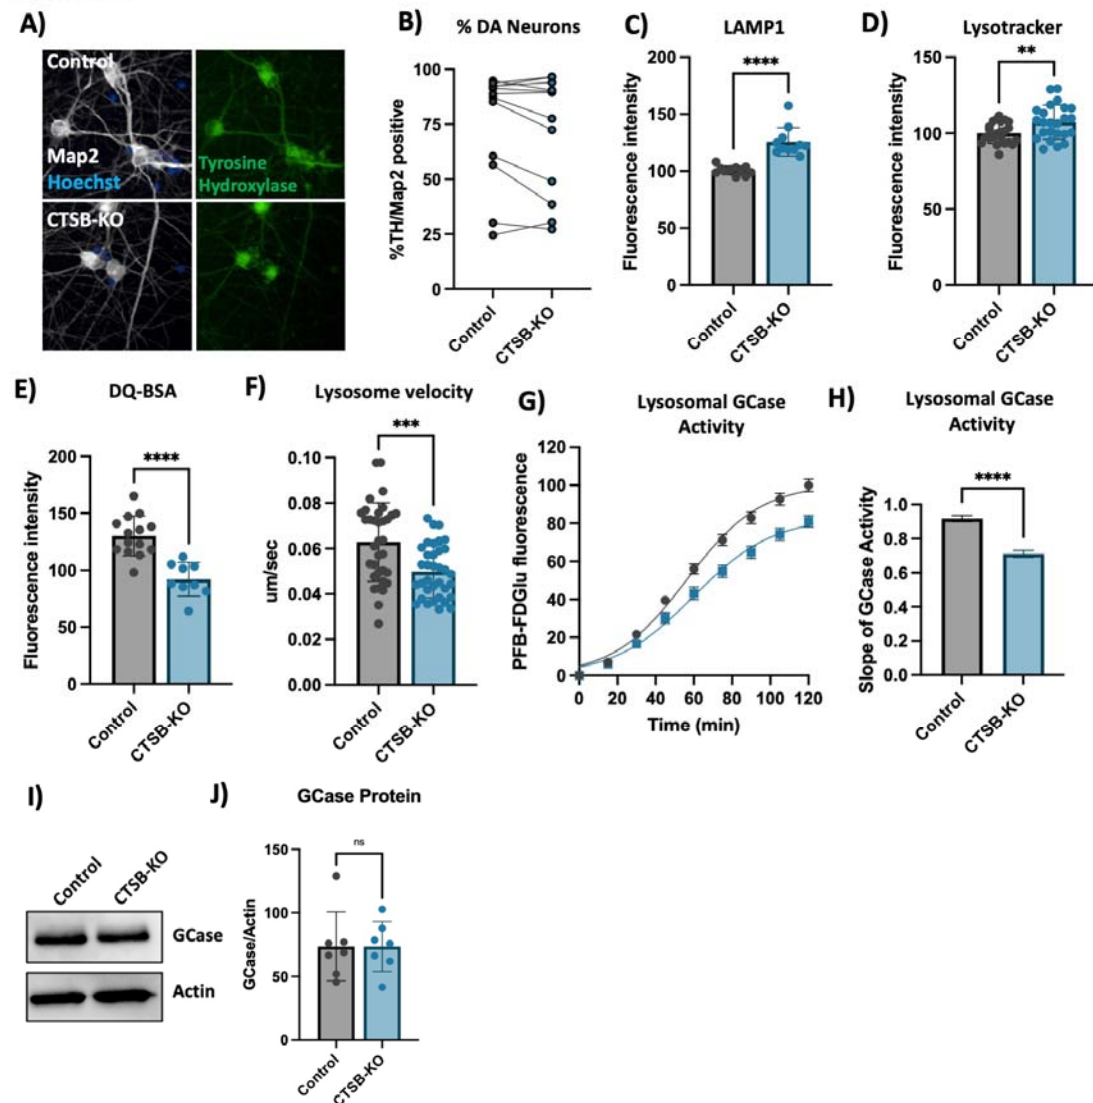 A)
Control
Map2
Hoechst
Tyrosine
Hydroxylase
CTSB-KO
B)
% DA Neurons
%TH/Map2 positive
100
75
50
25
0
Control
CTSB-KO
C)
LAMP1
****
Fluorescence intensity
200
150
100
50
0
Control
CTSB-KO
D)
Lysotracker
**
Fluorescence intensity
150
100
50
0
Control
CTSB-KO
E)
DQ-BSA
****
Fluorescence intensity
200
150
100
50
0
Control
CTSB-KO
F)
Lysosome velocity
***
um/sec
0.10
0.08
0.06
0.04
0.02
0.00
Control
CTSB-KO
G)
Lysosomal GCase
Activity
PFB-FDGlu fluorescence
120
100
80
60
40
20
0
0 15 30 45 60 75 90 105 120
Time (min)
H)
Lysosomal GCase
Activity
****
Slope of GCase Activity
1.0
0.8
0.6
0.4
0.2
0.0
Control
CTSB-KO
I)
Control
CTSB-KO
GCase
Actin
J)
GCase Protein
ns
GCase/Actin
150
100
50
0
Control
CTSB-KO